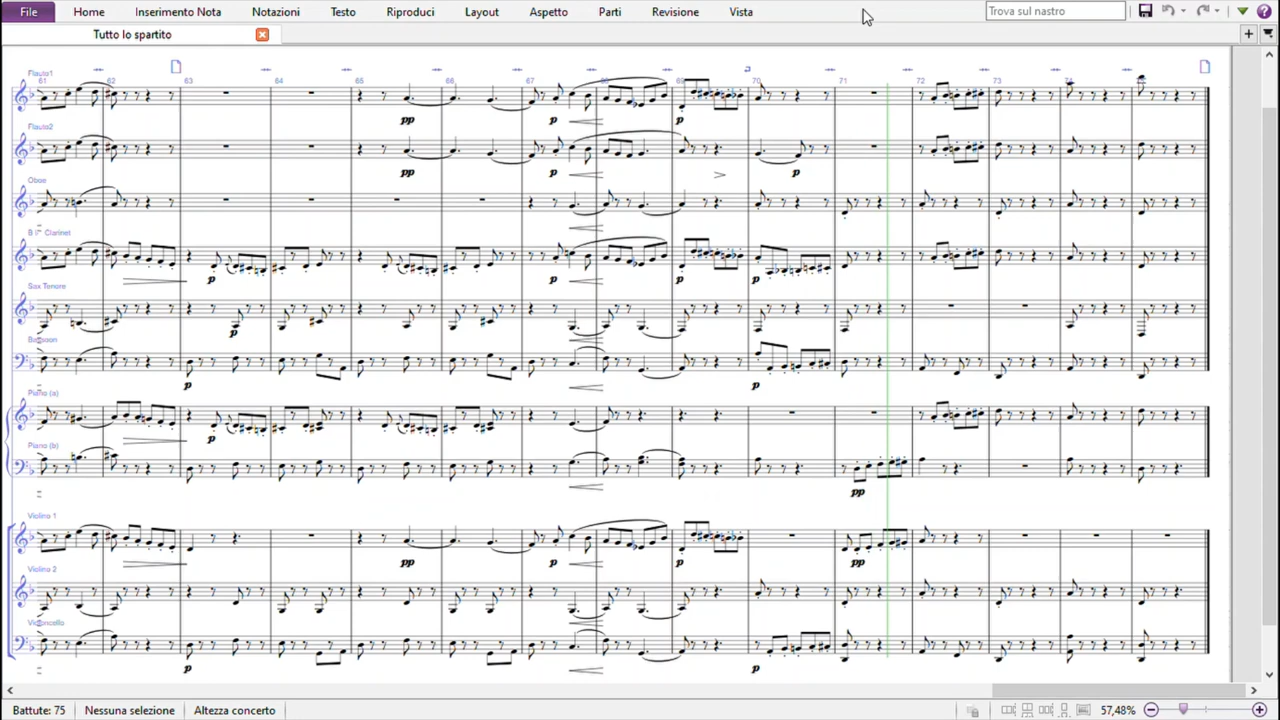 File Home Inserimento Nota Notazioni Testo Riproduci Layout Aspetto Parti Revisione Vista Trova sul nastro
Tutto lo spartito
61 62 63 64 65 66 67 68 69 70 71 72 73 74
Flauto1
pp p p
Flauto2
pp p p
Oboe
Clarinet
p p p p
Sax Tenore
p
Bassoon
p p
Piano (a)
p
Piano (b)
pp
Violino 1
pp p p pp
Violino 2
Violoncello
p p
Battute: 75 Nessuna selezione Altezza concerto 57,48%